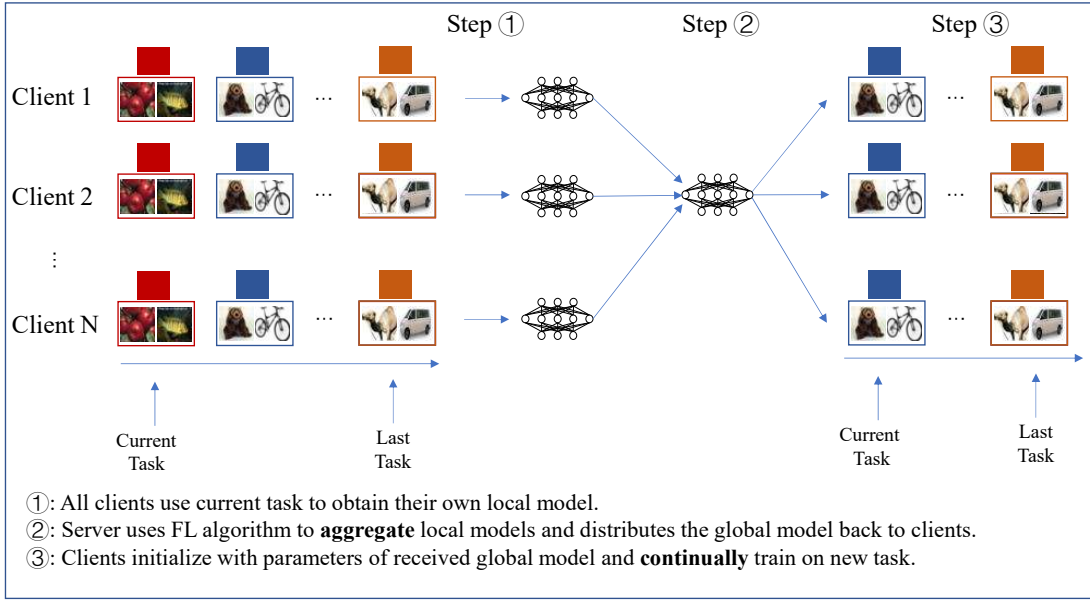 Step ① Step ② Step ③
Client 1 ... ...
Client 2 ... ...
⋮
Client N ... ...
Current Task
Last Task
Current Task
Last Task
①: All clients use current task to obtain their own local model.
②: Server uses FL algorithm to aggregate local models and distributes the global model back to clients.
③: Clients initialize with parameters of received global model and continually train on new task.